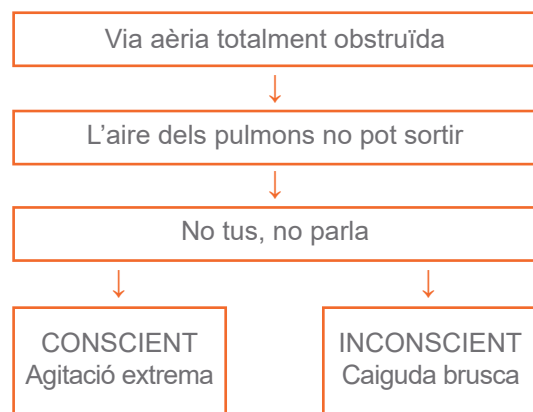 Via aèria totalment obstruïda
↓
L’aire dels pulmons no pot sortir
↓
No tus, no parla
↓ ↓
CONSCIENT
Agitació extrema
INCONSCIENT
Caiguda brusca